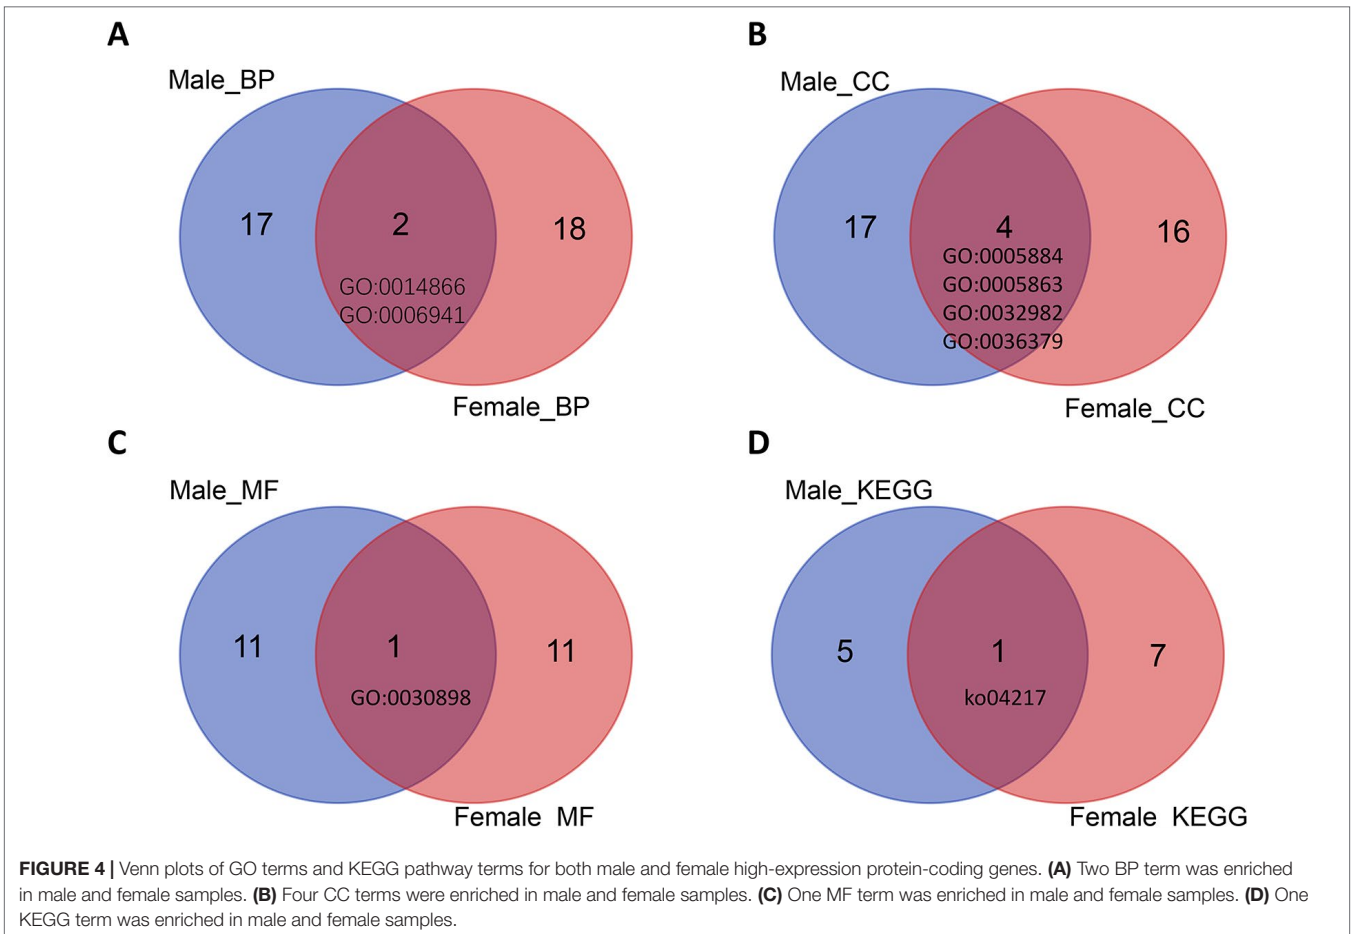 A
Male_BP
17
2
18
GO:0014866
GO:0006941
Female_BP
B
Male_CC
17
4
16
GO:0005884
GO:0005863
GO:0032982
GO:0036379
Female_CC
C
Male_MF
11
1
11
GO:0030898
Female MF
D
Male_KEGG
5
1
7
ko04217
Female KEGG
FIGURE 4 | Venn plots of GO terms and KEGG pathway terms for both male and female high-expression protein-coding genes. (A) Two BP term was enriched
in male and female samples. (B) Four CC terms were enriched in male and female samples. (C) One MF term was enriched in male and female samples. (D) One
KEGG term was enriched in male and female samples.